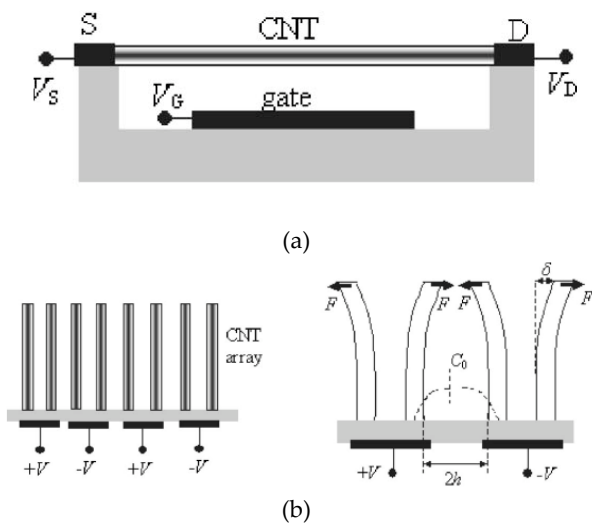 S CNT D
V_S V_G gate V_D
(a)
δ
F F F F
CNT
array
C_0
+V -V +V -V +V 2h -V
(b)